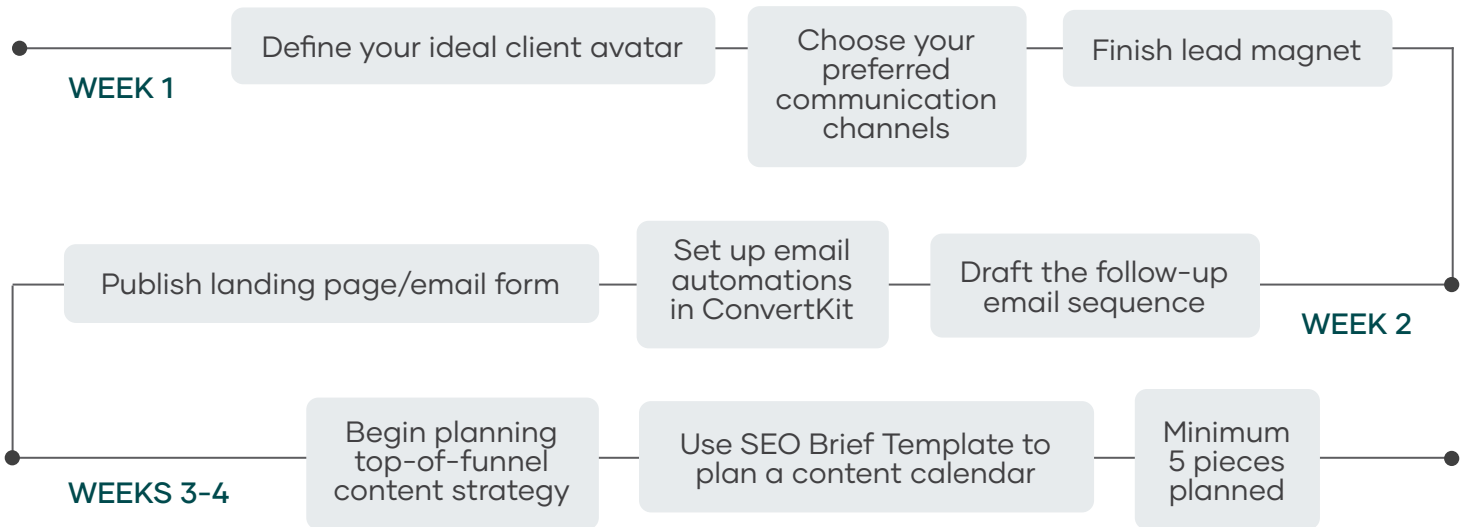 WEEK 1
Define your ideal client avatar
Choose your
preferred
communication
channels
Finish lead magnet
WEEK 2
Draft the follow-up
email sequence
Set up email
automations
in ConvertKit
Publish landing page/email form
WEEKS 3-4
Begin planning
top-of-funnel
content strategy
Use SEO Brief Template to
plan a content calendar
Minimum
5 pieces
planned